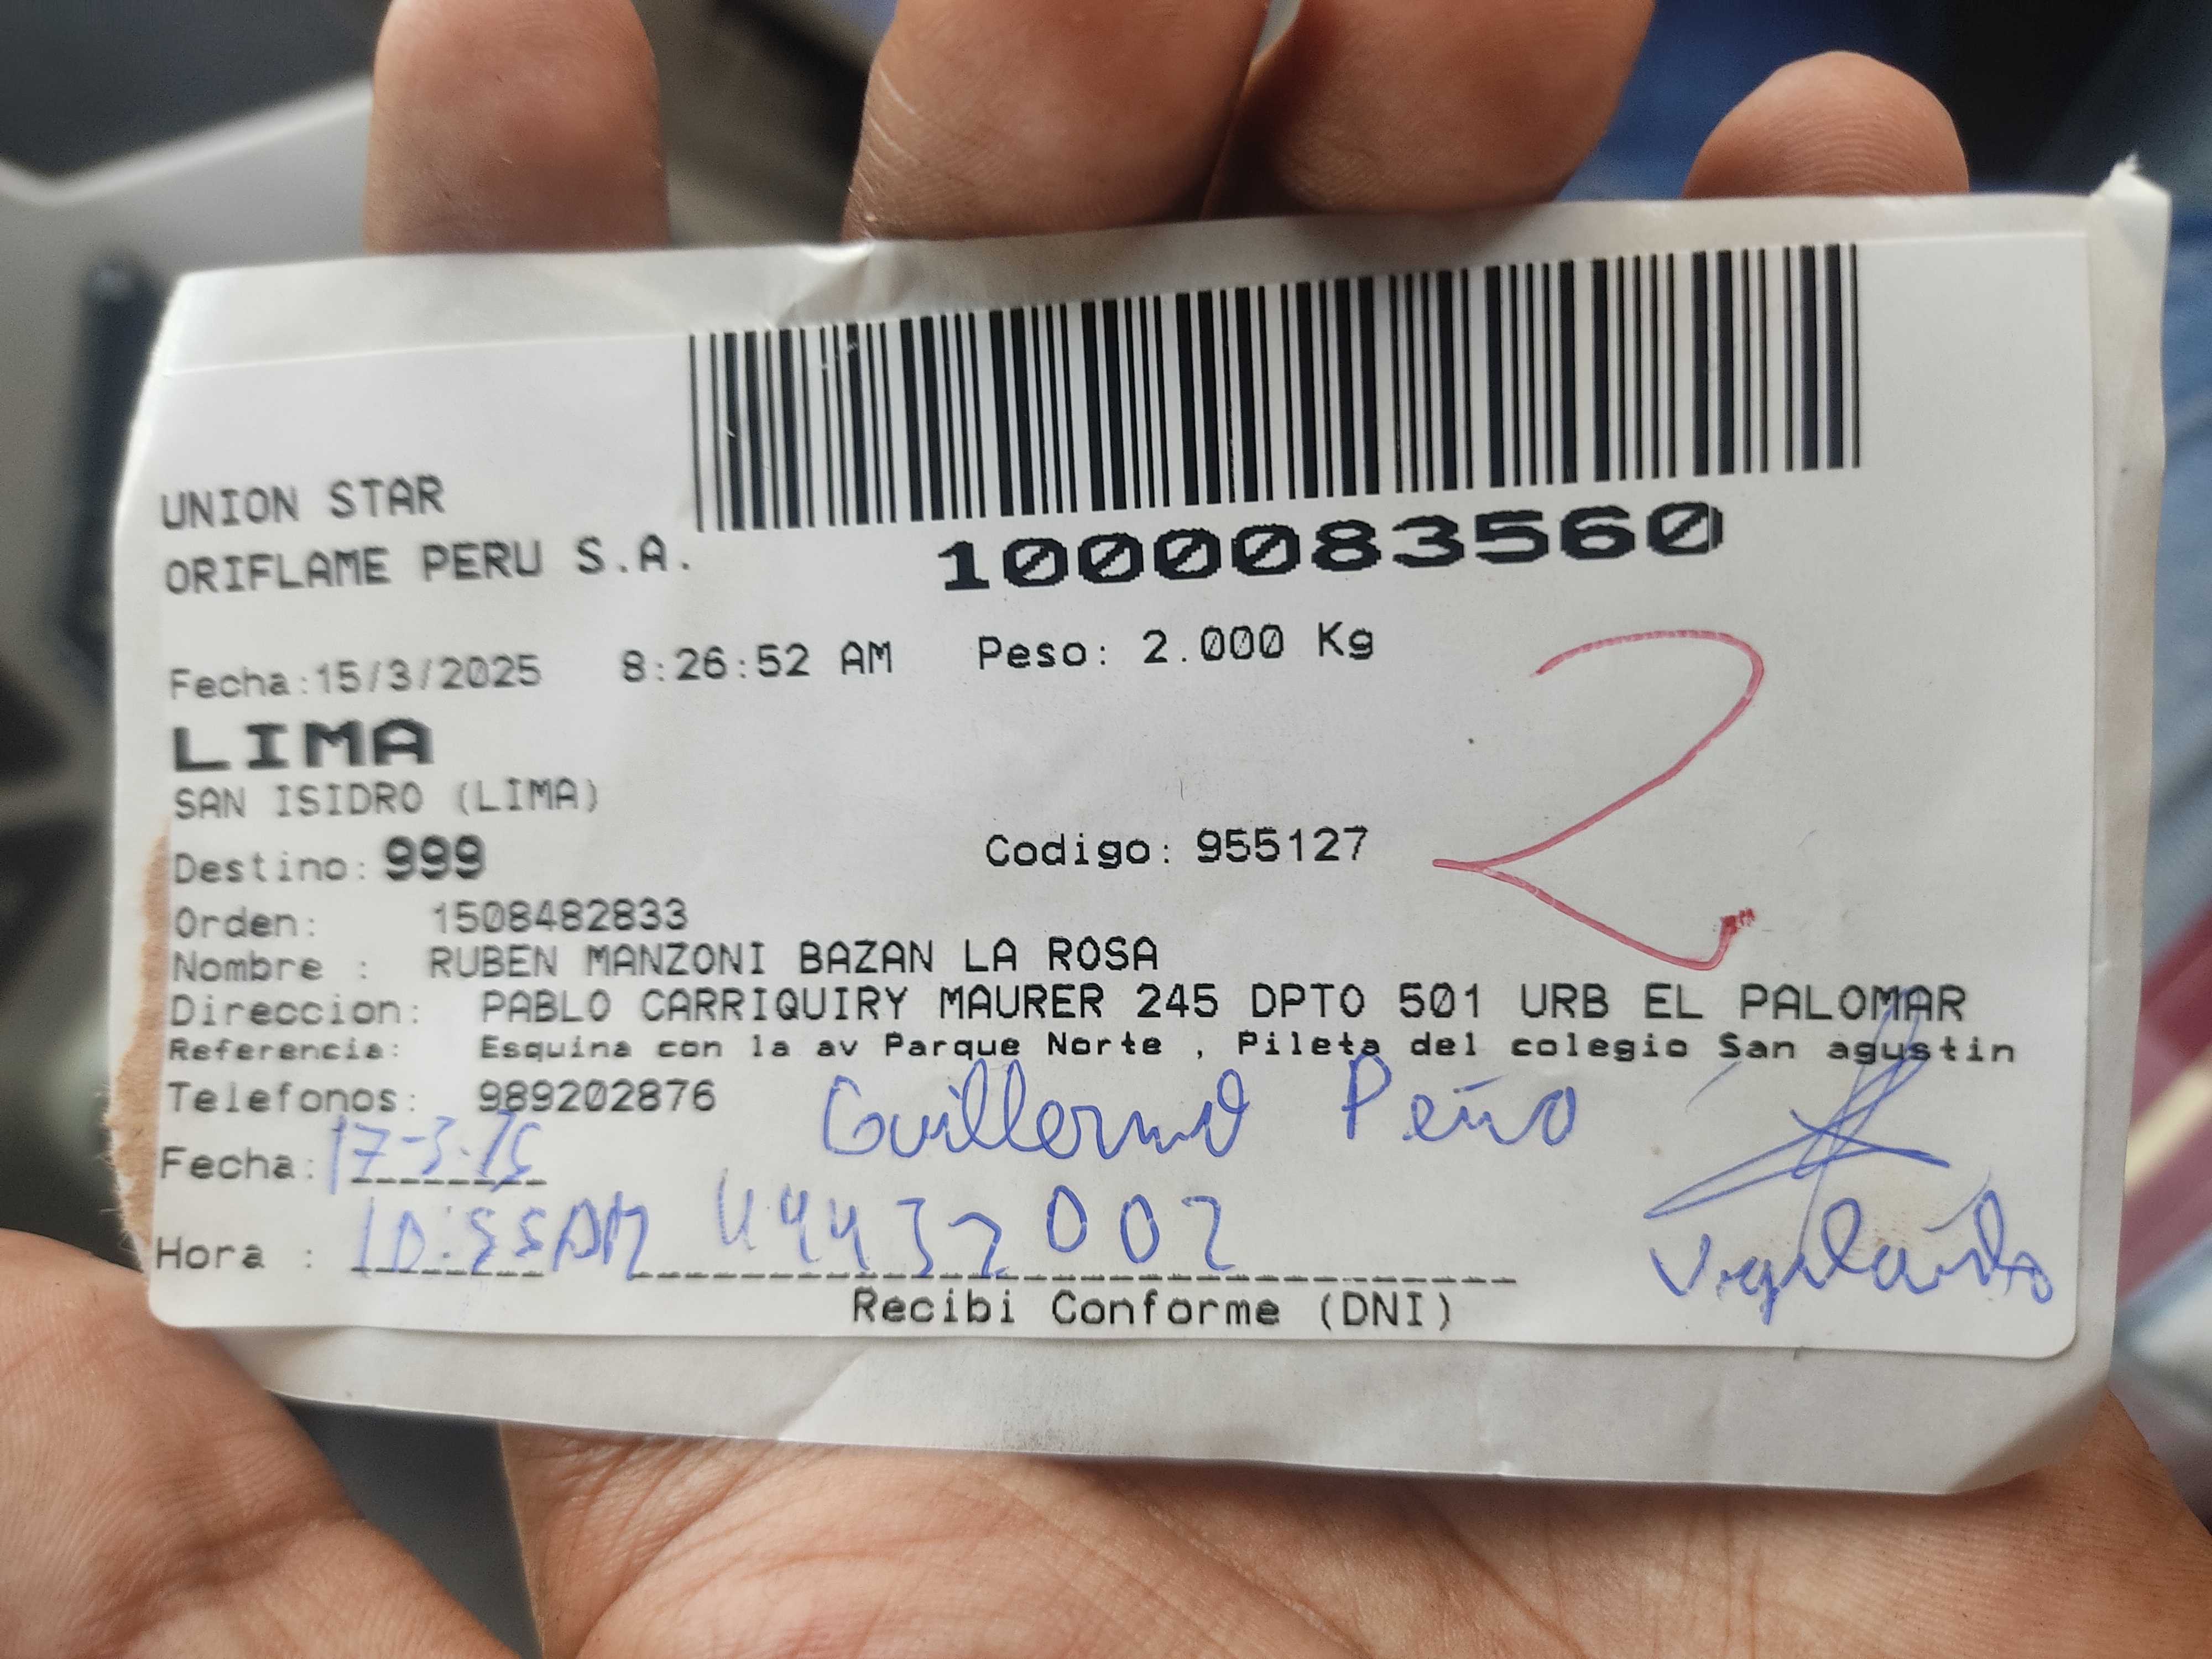 UNION STAR
ORIFLAME PERU S.A.
1000083560
Fecha:15/3/2025 8:26:52 AM Peso: 2.000 Kg
LIMA
SAN ISIDRO (LIMA)
2
Destino: 999 Codigo: 955127
Orden: 1508482833
Nombre : RUBEN MANZONI BAZAN LA ROSA
Direccion: PABLO CARRIQUIRY MAURER 245 DPTO 501 URB EL PALOMAR
Referencia: Esquina con la av Parque Norte , Pileta del colegio San agustin
Telefonos: 989202876
Guillermo Peño
Fecha: 17-3-25
Hora : 10:55AM 44432002
Vigilante
Recibi Conforme (DNI)